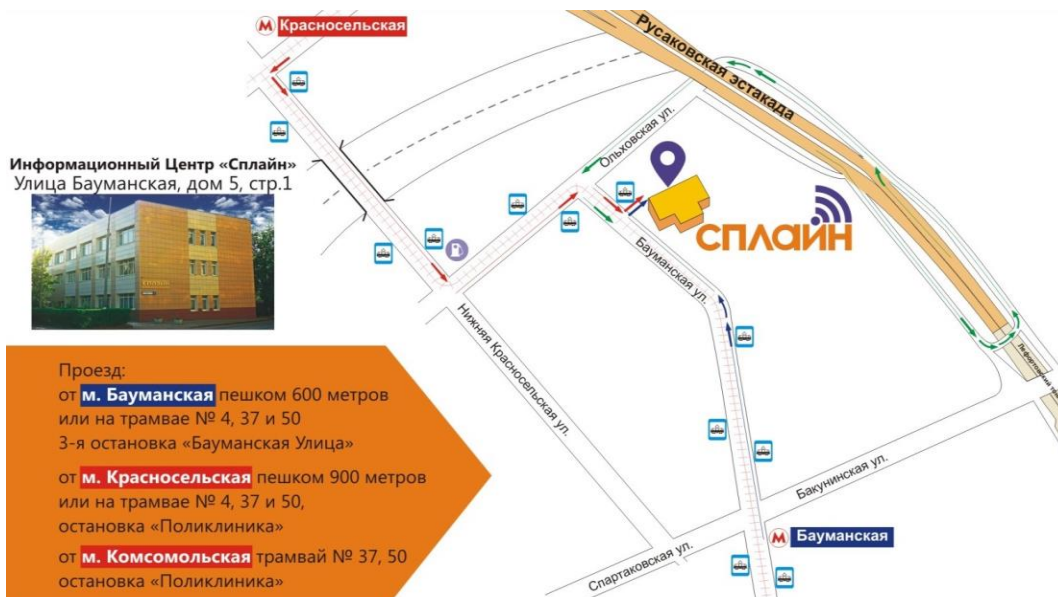 М Красносельская
Русаковская эстакада
Информационный Центр «Сплайн»
Улица Бауманская, дом 5, стр.1
Ольховская ул.
СПЛАЙН
Бауманская ул.
Нижняя Красносельская ул.
Лефортовский
Проезд:
от м. Бауманская пешком 600 метров
или на трамвае № 4, 37 и 50
3-я остановка «Бауманская Улица»
от м. Красносельская пешком 900 метров
или на трамвае № 4, 37 и 50,
остановка «Поликлиника»
от м. Комсомольская трамвай № 37, 50
остановка «Поликлиника»
Бакунинская ул.
М Бауманская
Спартаковская ул.